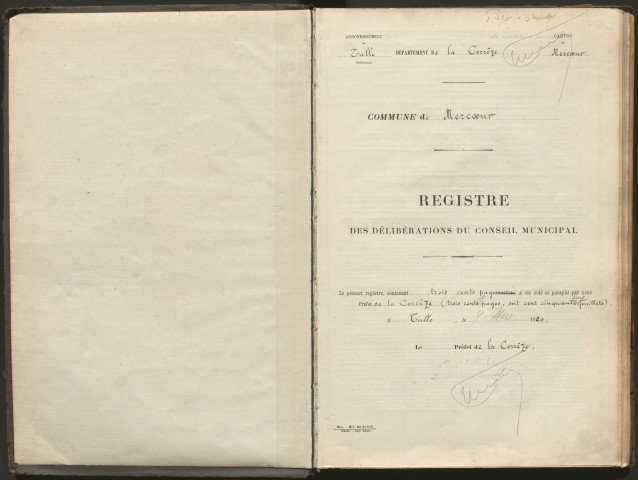 ARRONDISSEMENT CANTON
de
Tulle DÉPARTEMENT de la Corrèze Mercœur
COMMUNE de Mercœur
REGISTRE
DES DÉLIBÉRATIONS DU CONSEIL MUNICIPAL
Le présent registre, contenant trois cents pages, a été coté et paraphé par nous
Préfet de la Corrèze (trois cents pages, soit cent cinquante feuillets).
à Tulle, le
Le Préfet de la Corrèze,